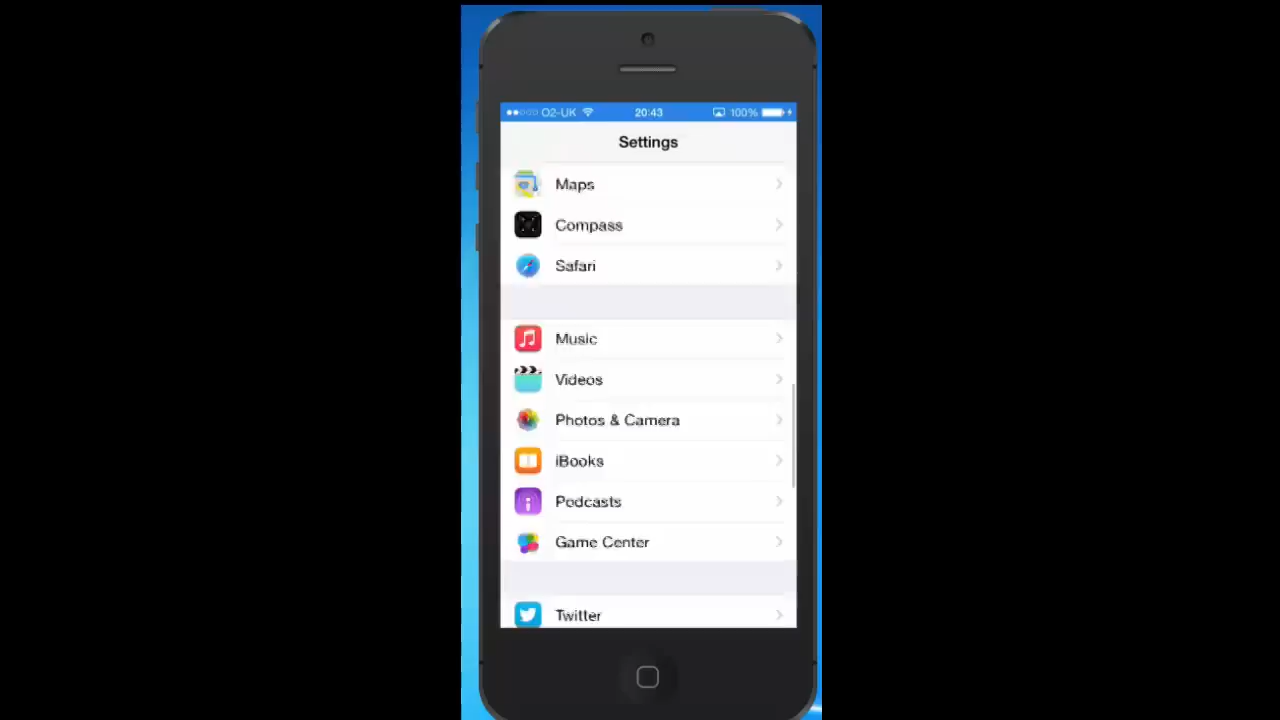 O2-UK 20:43 100%
Settings
Maps
Compass
Safari
Music
Videos
Photos & Camera
iBooks
Podcasts
Game Center
Twitter